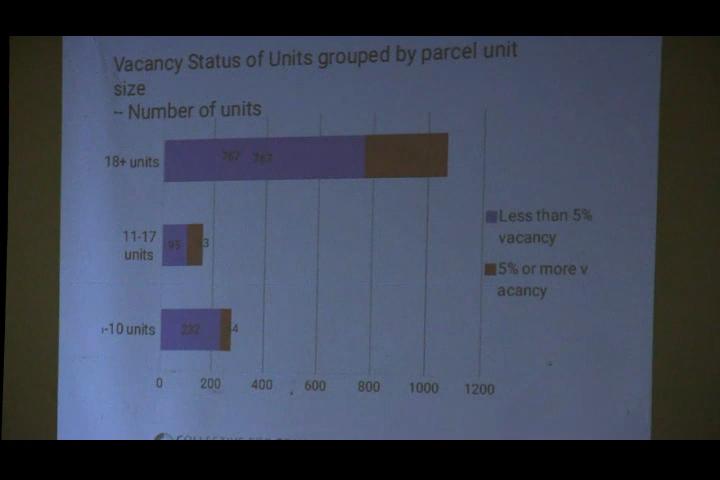 Vacancy Status of Units grouped by parcel unit
size
-- Number of units
18+ units
767 767
11-17
units
95
3
-10 units
232
4
0 200 400 600 800 1000 1200
Less than 5%
vacancy
5% or more v
acancy